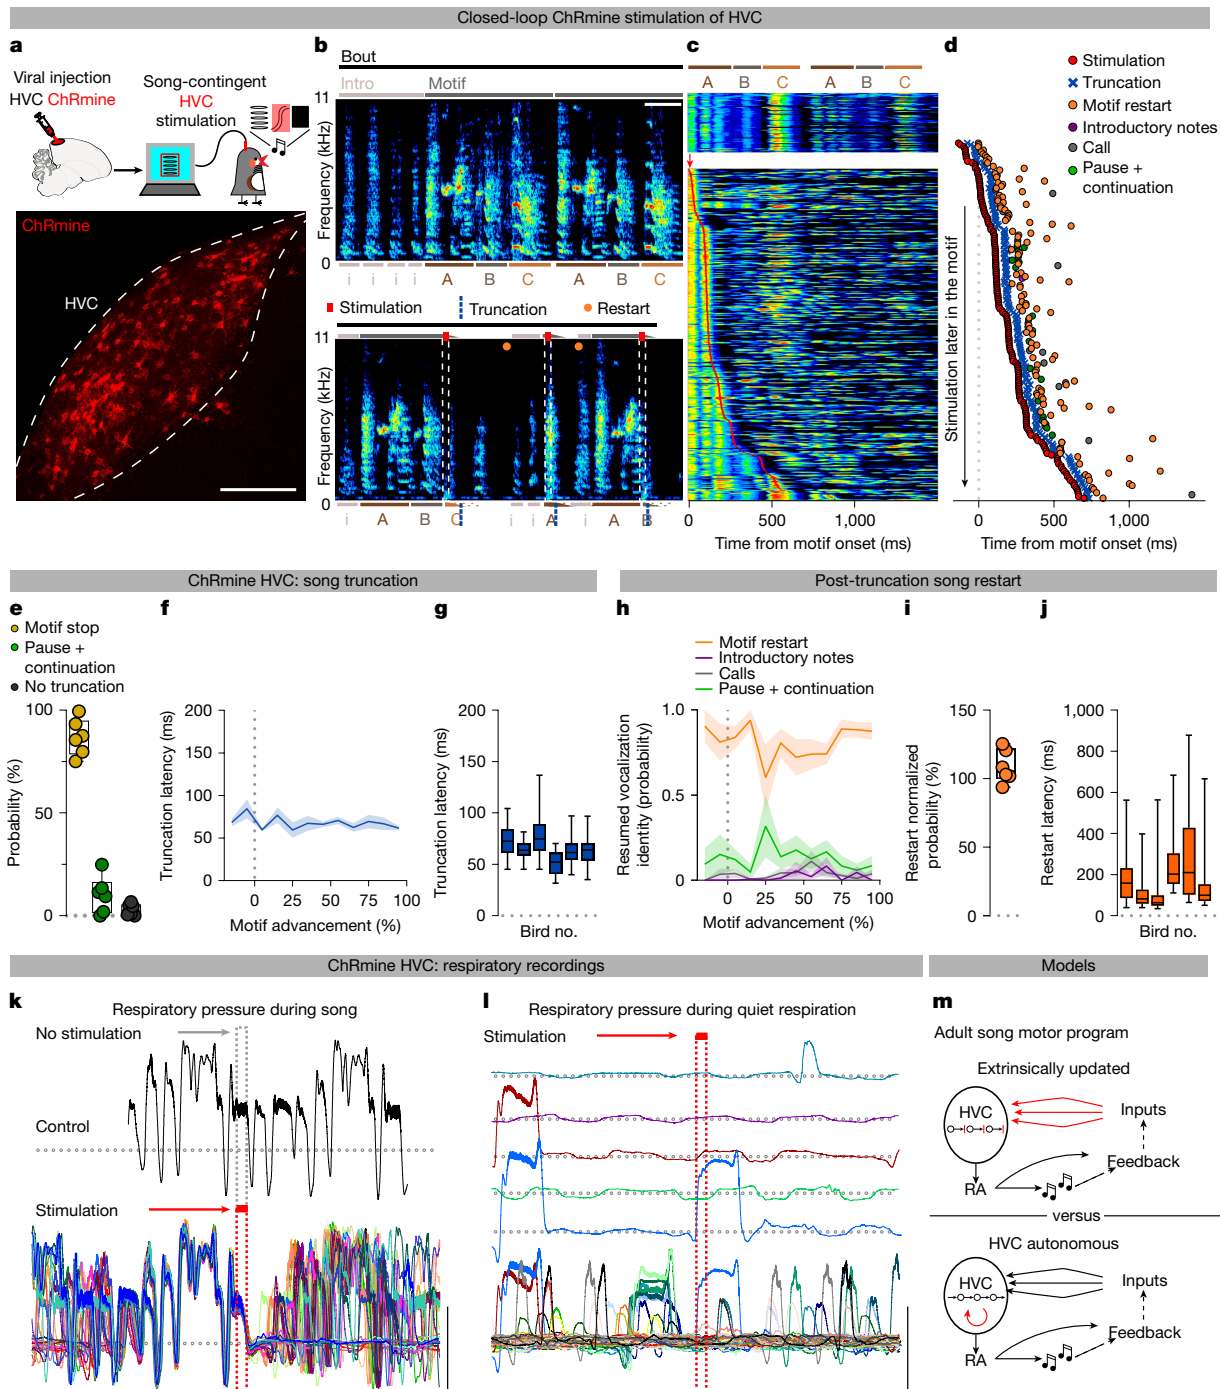 Closed-loop ChRmine stimulation of HVC
a
Viral injection
HVC ChRmine
Song-contingent
HVC
stimulation
ChRmine
HVC
b
Bout
Intro
Motif
11
Frequency (kHz)
0
i i i i A B C A B C
Stimulation
Truncation
Restart
11
Frequency (kHz)
0
i A B C i i A i A B
c
A B C A B C
0 500 1,000
Time from motif onset (ms)
d
Stimulation
Truncation
Motif restart
Introductory notes
Call
Pause +
continuation
Stimulation later in the motif
0 500 1,000
Time from motif onset (ms)
ChRmine HVC: song truncation
e
Motif stop
Pause +
continuation
No truncation
100
50
0
Probability (%)
f
200
150
100
50
0
Truncation latency (ms)
0 25 50 75 100
Motif advancement (%)
g
200
150
100
50
0
Truncation latency (ms)
Bird no.
Post-truncation song restart
h
Motif restart
Introductory notes
Calls
Pause + continuation
1.0
0.5
0
Resumed vocalization
identity (probability)
0 25 50 75 100
Motif advancement (%)
i
150
100
50
0
Restart normalized
probability (%)
j
1,000
800
600
400
200
0
Restart latency (ms)
Bird no.
ChRmine HVC: respiratory recordings
k
Respiratory pressure during song
No stimulation
Control
Stimulation
l
Respiratory pressure during quiet respiration
Stimulation
Models
m
Adult song motor program
Extrinsically updated
HVC
Inputs
Feedback
RA
versus
HVC autonomous
HVC
Inputs
Feedback
RA